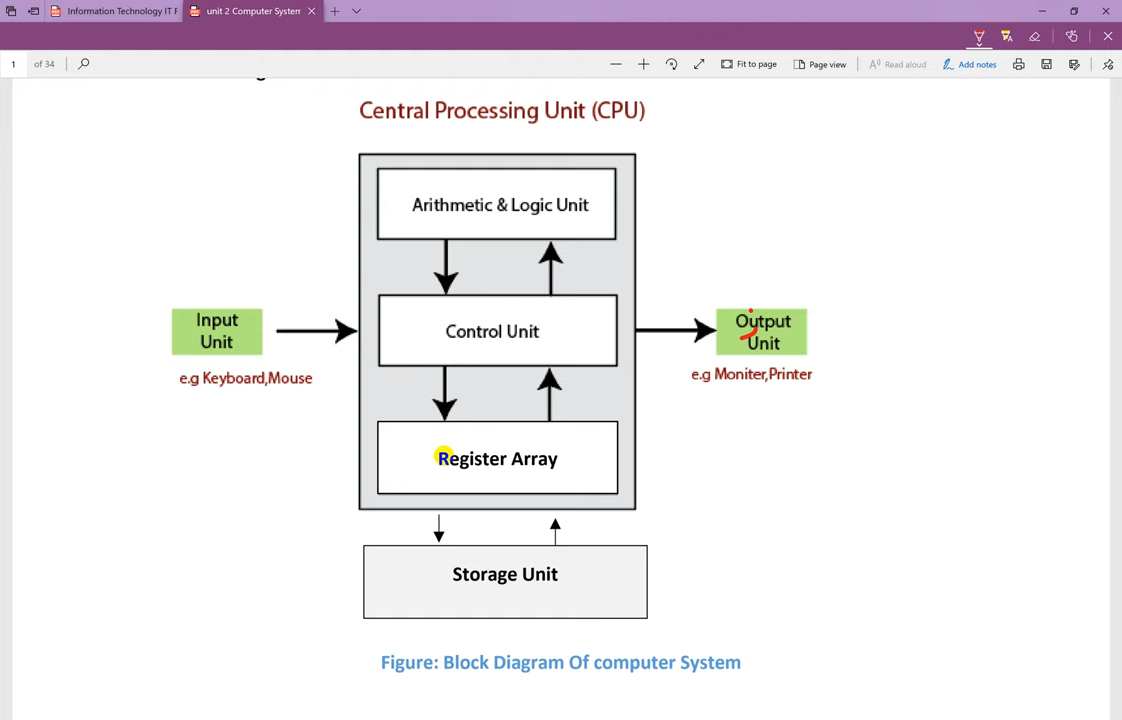 Information Technology IT F
unit 2 Computer System
1 of 34
Fit to page
Page view
Read aloud
Add notes
Central Processing Unit (CPU)
Arithmetic & Logic Unit
Input
Unit
Control Unit
Output
Unit
e.g Keyboard,Mouse
e.g Moniter,Printer
Register Array
Storage Unit
Figure: Block Diagram Of computer System